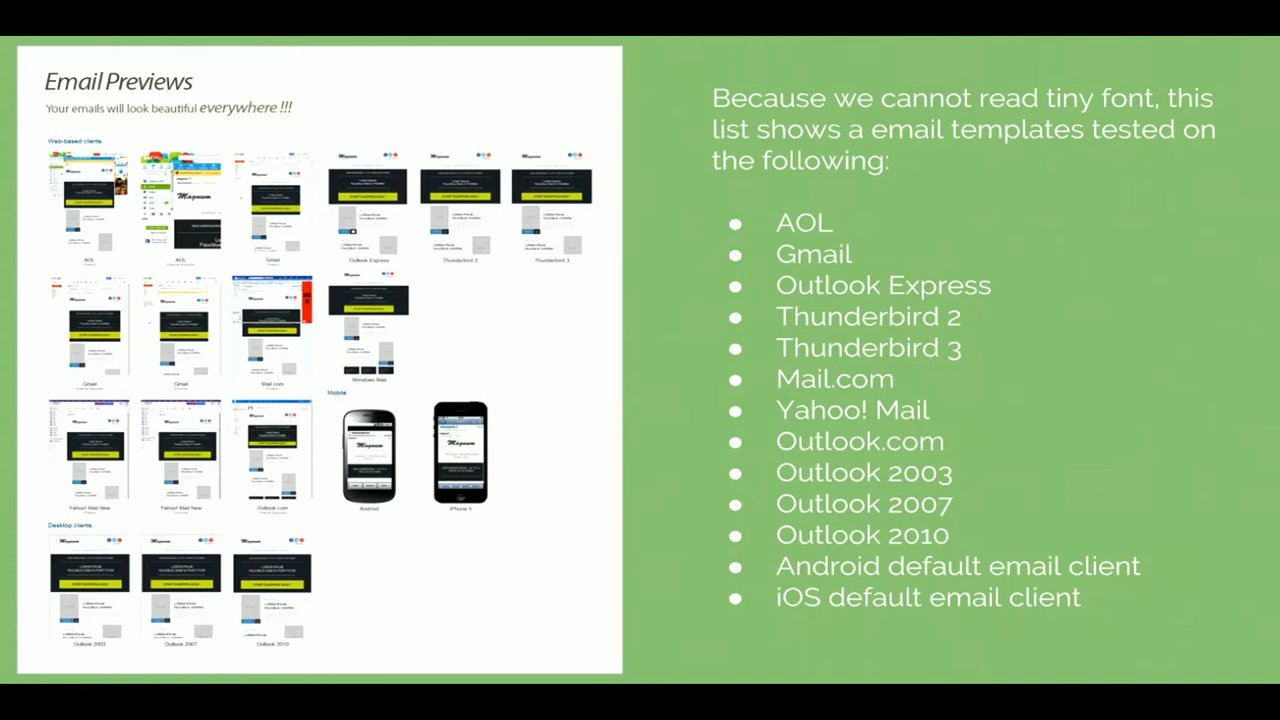 Email Previews
Your emails will look beautiful everywhere !!!
Web-based clients
AOL
AOL
Gmail
Outlook Express
Thunderbird 2
Thunderbird 3
Gmail
Gmail
Mail.com
Windows Mail
Mobile
Yahoo! Mail New
Yahoo! Mail New
Outlook.com
Android
iPhone 5
Desktop clients
Outlook 2003
Outlook 2007
Outlook 2010
Because we cannot read tiny font, this
list shows a email templates tested on
the following:
● AOL
● Gmail
● Outlook Express
● Thunderbird 2
● Thunderbird 3
● Mail.com
● Yahoo! Mail
● Outlook.com
● Outlook 2003
● Outlook 2007
● Outlook 2010
● Android default email client
● iOS default email client